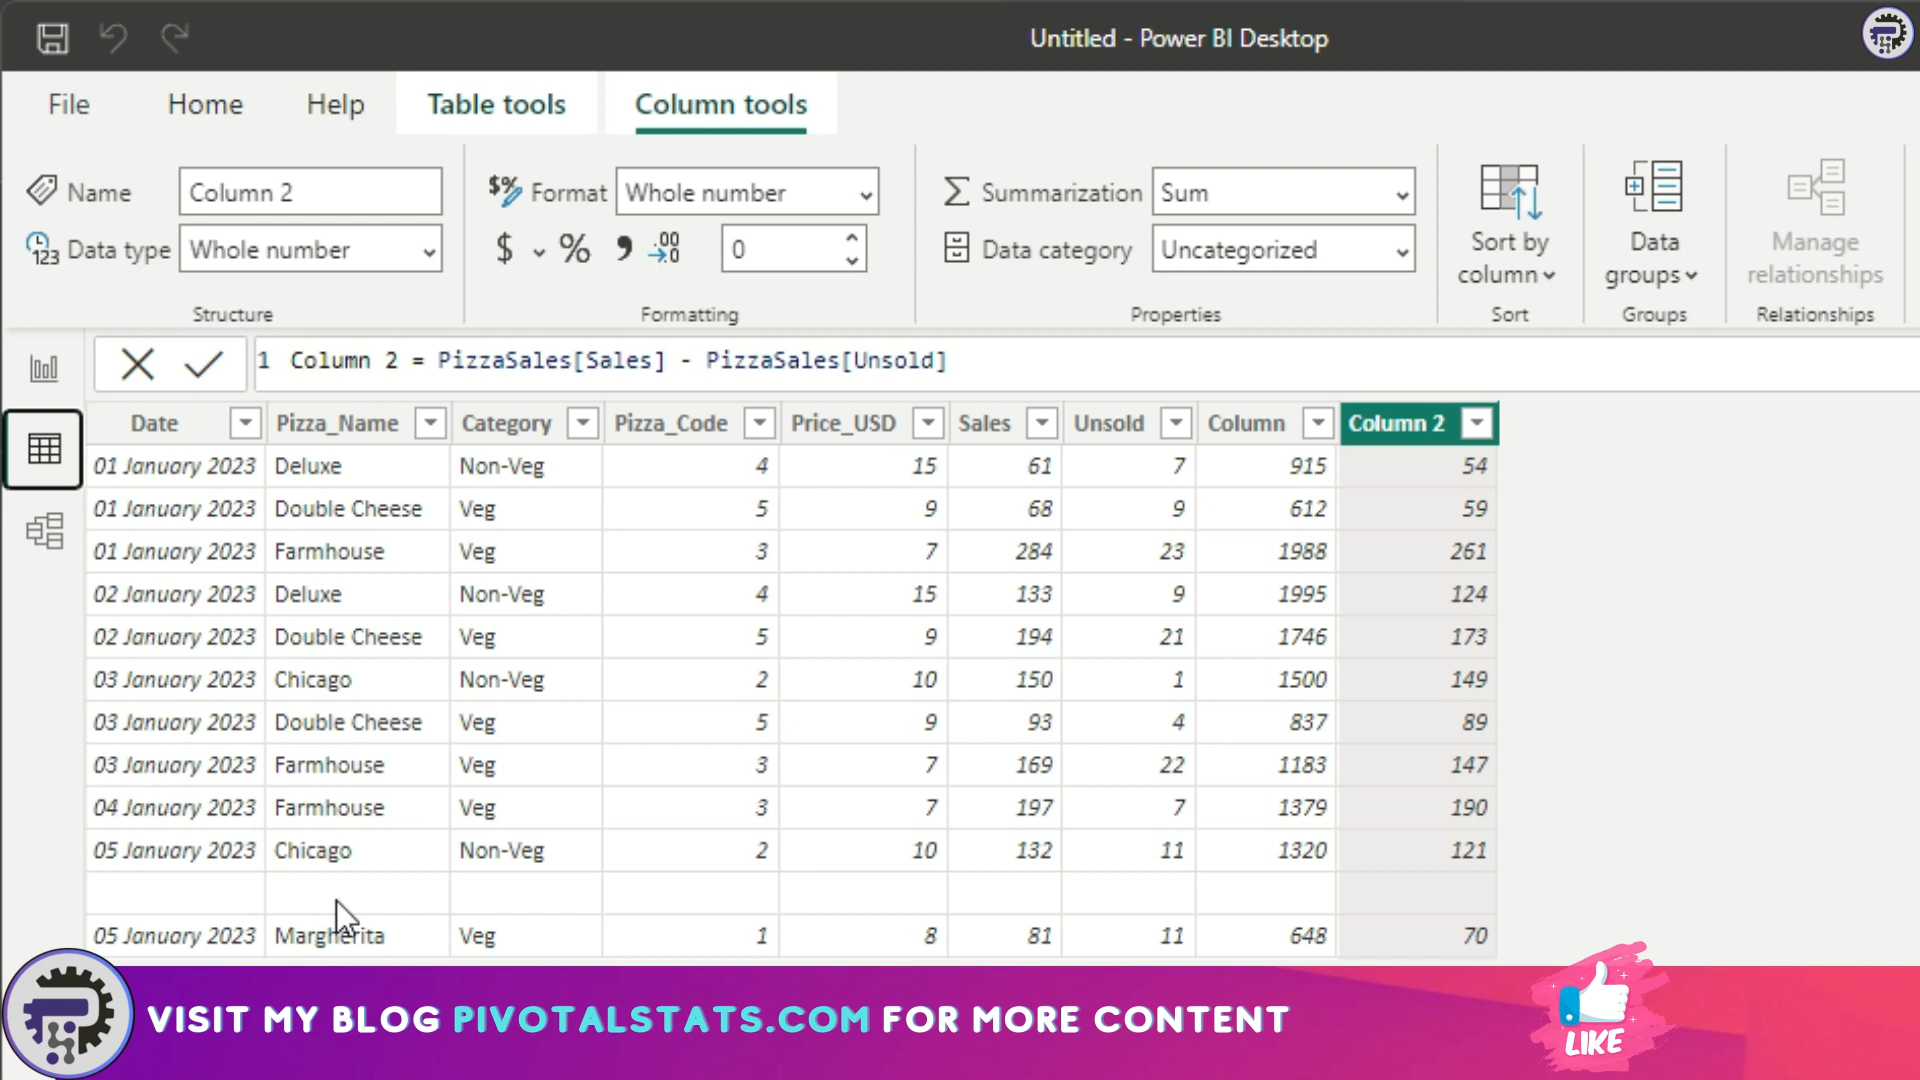 Untitled - Power BI Desktop
File Home Help Table tools Column tools
Name Column 2 $% Format Whole number Summarization Sum
Data type Whole number $ % 9 .00 0 Data category Uncategorized
Sort by column
Data groups
Manage relationships
Structure Formatting Properties Sort Groups Relationships
1 Column 2 = PizzaSales[Sales] - PizzaSales[Unsold]
Date Pizza_Name Category Pizza_Code Price_USD Sales Unsold Column Column 2
01 January 2023 Deluxe Non-Veg 4 15 61 7 915 54
01 January 2023 Double Cheese Veg 5 9 68 9 612 59
01 January 2023 Farmhouse Veg 3 7 284 23 1988 261
02 January 2023 Deluxe Non-Veg 4 15 133 9 1995 124
02 January 2023 Double Cheese Veg 5 9 194 21 1746 173
03 January 2023 Chicago Non-Veg 2 10 150 1 1500 149
03 January 2023 Double Cheese Veg 5 9 93 4 837 89
03 January 2023 Farmhouse Veg 3 7 169 22 1183 147
04 January 2023 Farmhouse Veg 3 7 197 7 1379 190
05 January 2023 Chicago Non-Veg 2 10 132 11 1320 121
05 January 2023 Margherita Veg 1 8 81 11 648 70
VISIT MY BLOG PIVOTALSTATS.COM FOR MORE CONTENT
LIKE